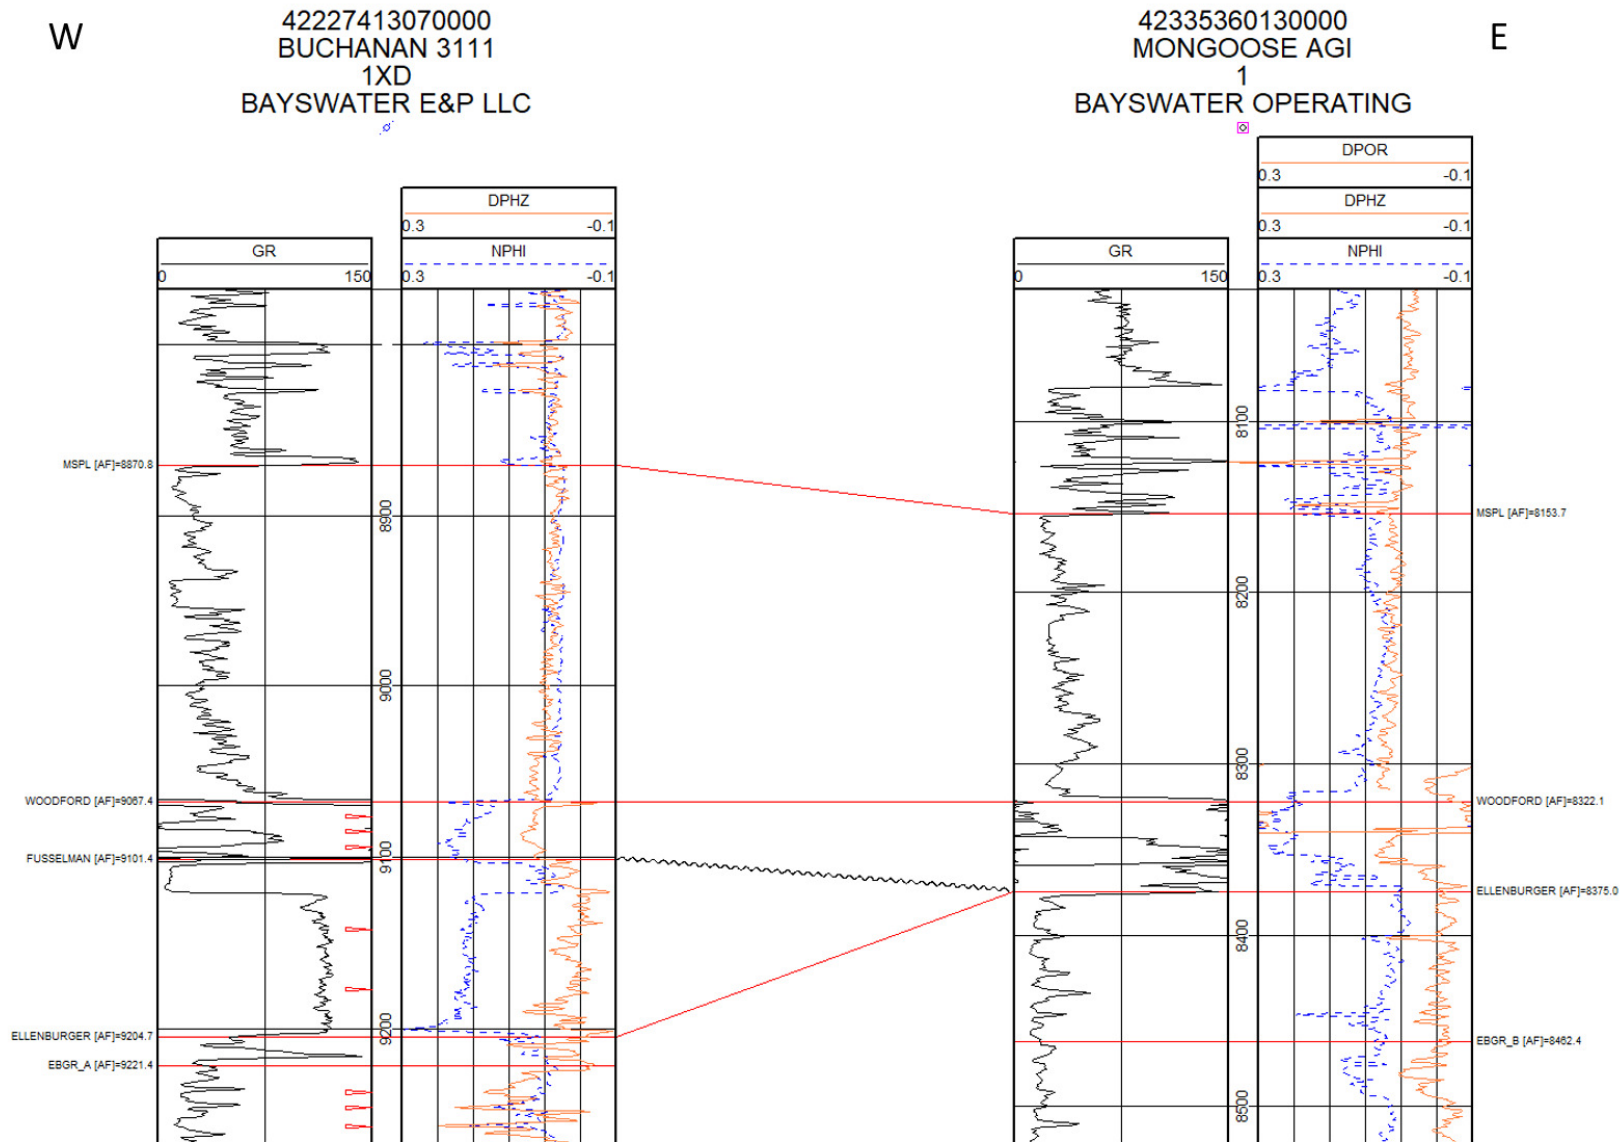 W
42227413070000
BUCHANAN 3111
1XD
BAYSWATER E&P LLC
42335360130000
MONGOOSE AGI
1
BAYSWATER OPERATING
E
DPHZ
0.3 -0.1
GR
0 150
NPHI
0.3 -0.1
DPOR
0.3 -0.1
DPHZ
0.3 -0.1
GR
0 150
NPHI
0.3 -0.1
MSPL [AF]=8870.8
8900
9000
WOODFORD [AF]=9067.4
FUSSELMAN [AF]=9101.4
9100
9200
ELLENBURGER [AF]=9204.7
EBGR_A [AF]=9221.4
8100
MSPL [AF]=8153.7
8200
8300
WOODFORD [AF]=8322.1
ELLENBURGER [AF]=8375.0
8400
EBGR_B [AF]=8462.4
8500